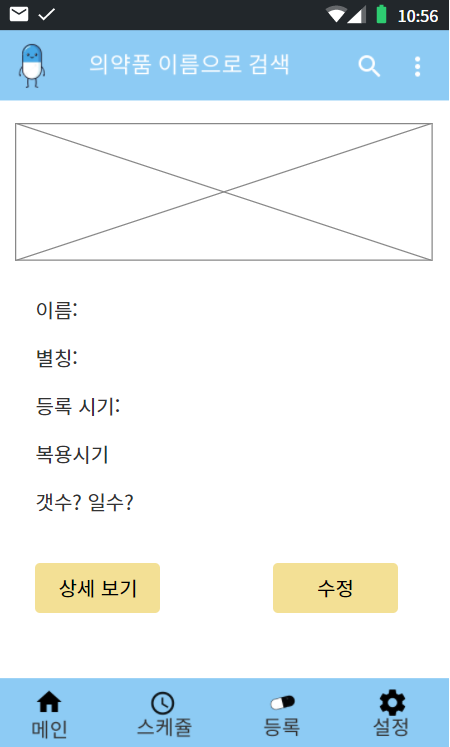 10:56
의약품 이름으로 검색
이름:
별칭:
등록 시기:
복용시기
갯수? 일수?
상세 보기
수정
메인
스케쥴
등록
설정